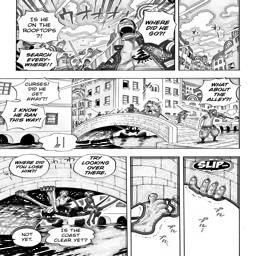 IS HE ON
THE
ROOFTOPS
?!
SEARCH
EVERY-
WHERE!!
WHERE
DID HE
GO?!
CURSES!
DID HE
GET
AWAY?!
I KNOW
HE RAN
THIS WAY!
WHAT
ABOUT
THE
ALLEY?!
WHERE DID
YOU LOSE
HIM?!
TRY
LOOKING
OVER
THERE.
NOT
YET.
IS THE
COAST
CLEAR YET?
SLIP